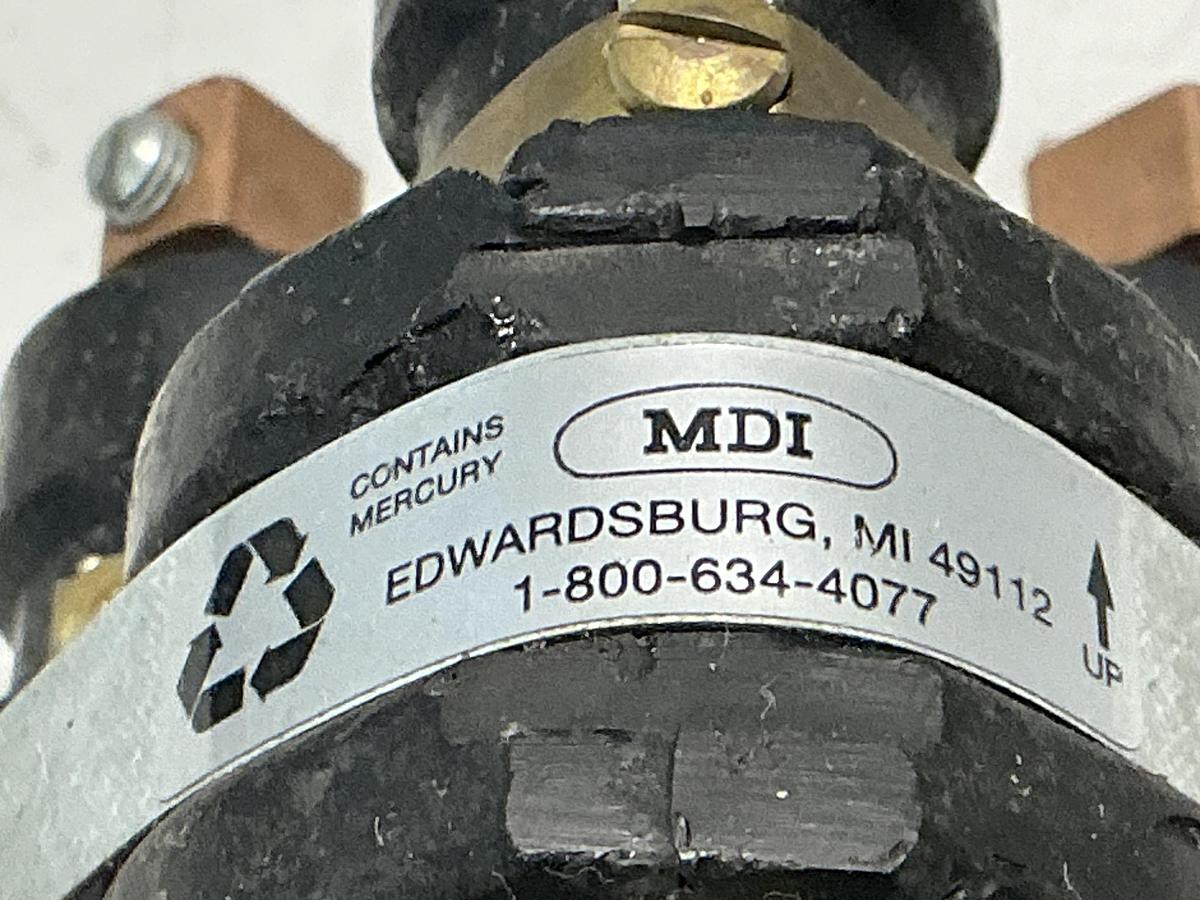 CONTAINS
MERCURY
MDI
EDWARDSBURG, MI 49112
1-800-634-4077
UP